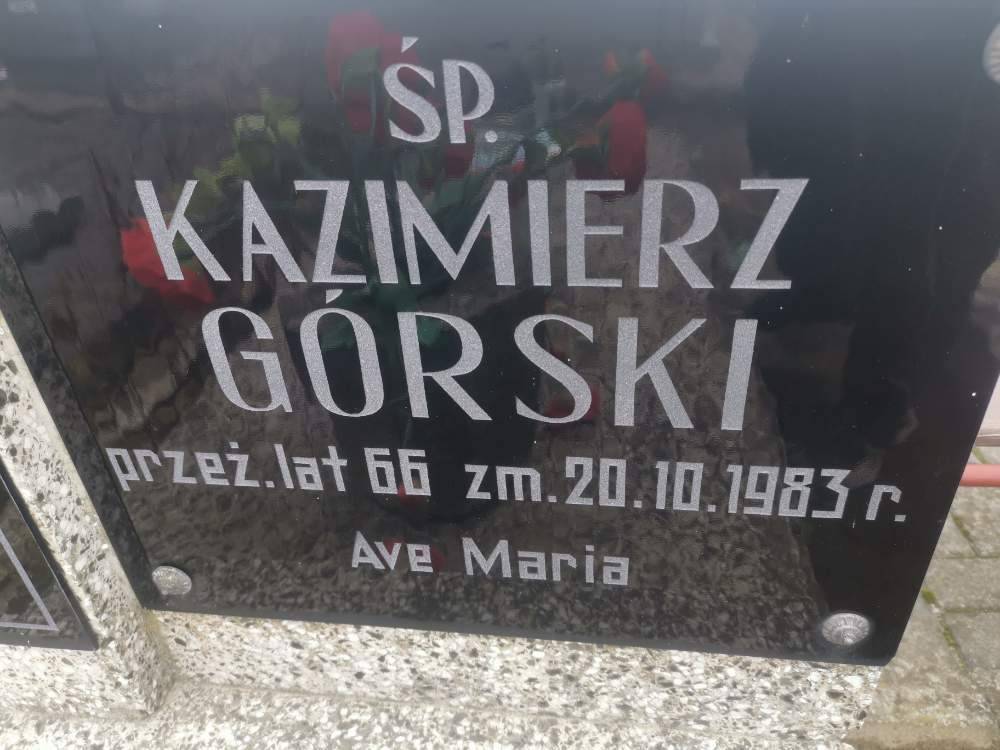 ŚP.
KAZIMIERZ
GÓRSKI
przeż.lat 66 zm.20.10.1983 r.
Ave Maria